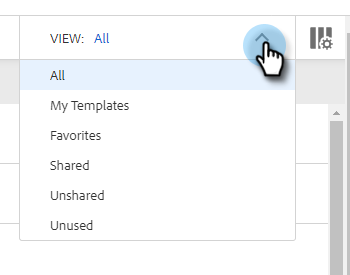 VIEW: All
All
My Templates
Favorites
Shared
Unshared
Unused